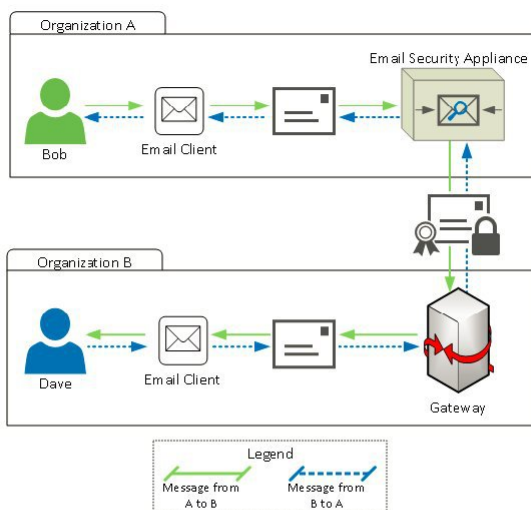 Organization A
Email Security Appliance
Bob
Email Client
Organization B
Dave
Email Client
Gateway
Legend
Message from
A to B
Message from
B to A